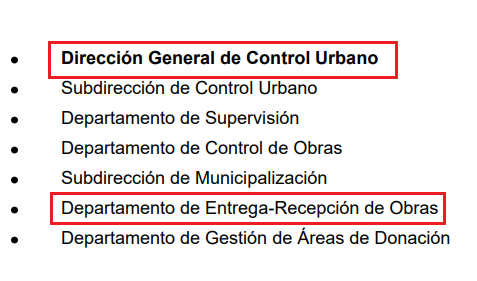 • Dirección General de Control Urbano
• Subdirección de Control Urbano
• Departamento de Supervisión
• Departamento de Control de Obras
• Subdirección de Municipalización
• Departamento de Entrega-Recepción de Obras
• Departamento de Gestión de Áreas de Donación